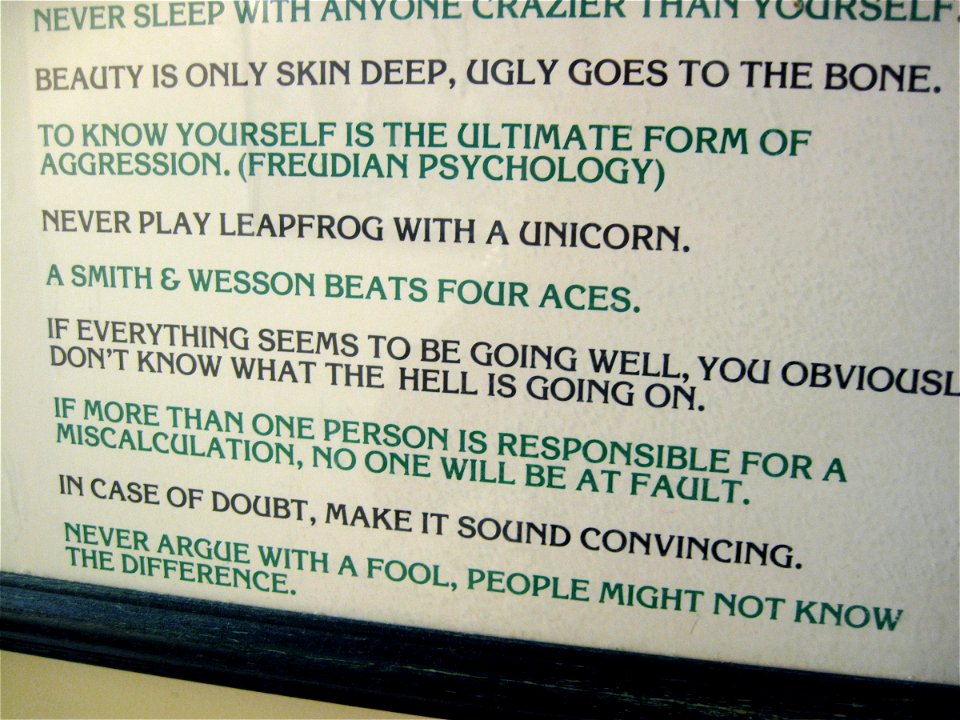 NEVER SLEEP WITH ANYONE CRAZIER THAN YOURSELF.
BEAUTY IS ONLY SKIN DEEP, UGLY GOES TO THE BONE.
TO KNOW YOURSELF IS THE ULTIMATE FORM OF
AGGRESSION. (FREUDIAN PSYCHOLOGY)
NEVER PLAY LEAPFROG WITH A UNICORN.
A SMITH & WESSON BEATS FOUR ACES.
IF EVERYTHING SEEMS TO BE GOING WELL, YOU OBVIOUSL
DON'T KNOW WHAT THE HELL IS GOING ON.
IF MORE THAN ONE PERSON IS RESPONSIBLE FOR A
MISCALCULATION, NO ONE WILL BE AT FAULT.
IN CASE OF DOUBT, MAKE IT SOUND CONVINCING.
NEVER ARGUE WITH A FOOL, PEOPLE MIGHT NOT KNOW
THE DIFFERENCE.